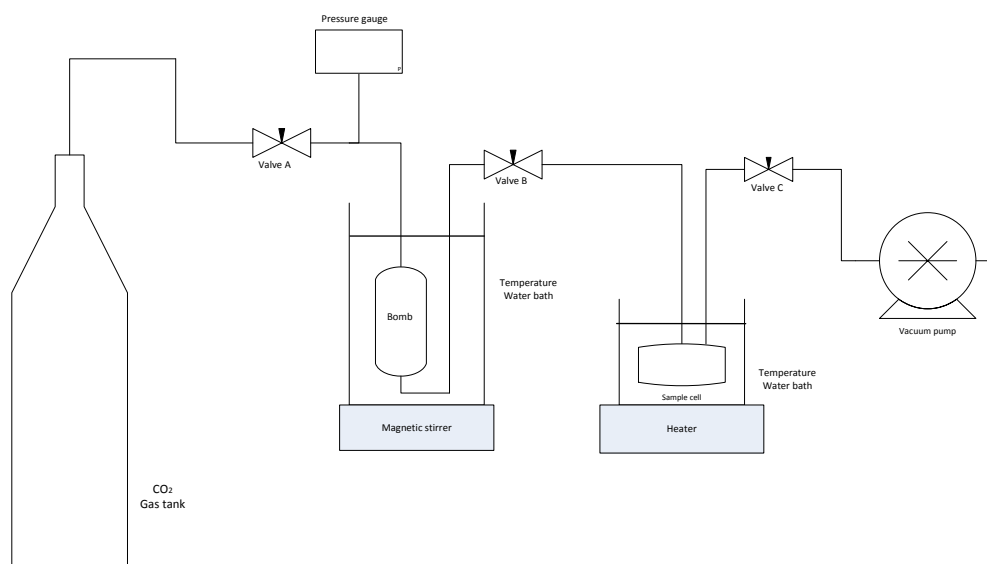 Pressure gauge
P
Valve A
Valve B
Valve C
Temperature
Water bath
Bomb
Vacuum pump
Temperature
Water bath
Sample cell
Magnetic stirrer
Heater
CO₂
Gas tank